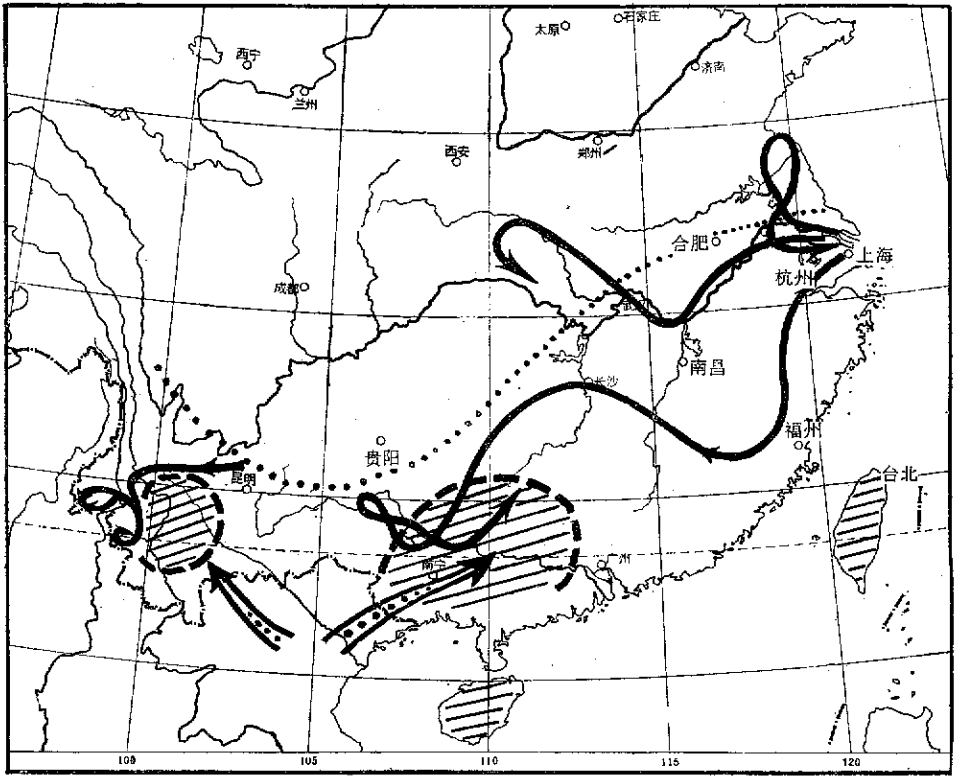 石家庄
太原
西宁
济南
兰州
西安
郑州
合肥
上海
杭州
成都
南昌
长沙
贵阳
福州
昆明
台北
广州
南宁
100
105
110
115
120